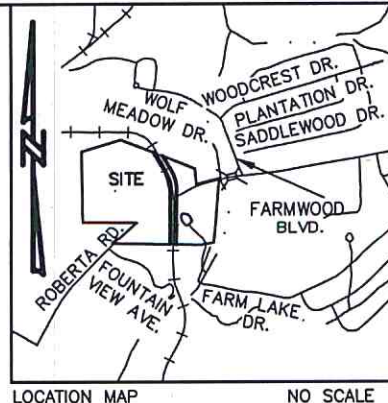 N
WOODCREST DR.
WOLF
MEADOW DR.
PLANTATION DR.
SADDLEWOOD DR.
SITE
FARMWOOD
BLVD.
ROBERTA RD.
FOUNTAIN
VIEW AVE.
FARM LAKE
DR.
LOCATION MAP
NO SCALE